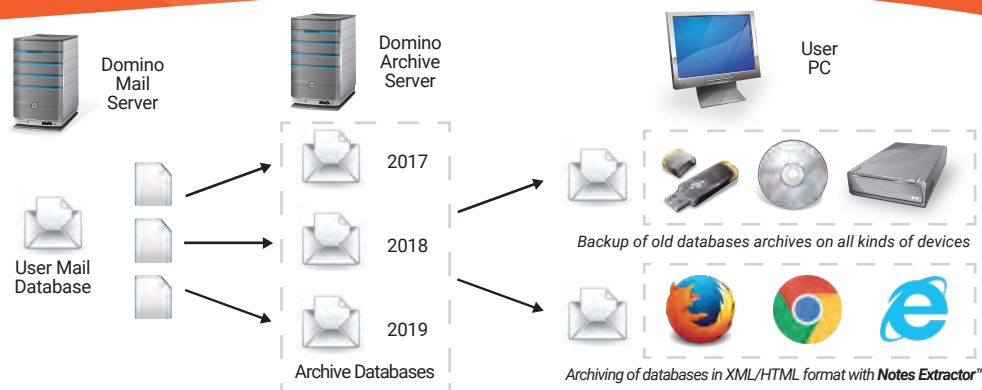 Domino
Mail
Server
Domino
Archive
Server
User
PC
User Mail
Database
2017
2018
2019
Archive Databases
Backup of old databases archives on all kinds of devices
Archiving of databases in XML/HTML format with Notes Extractor™